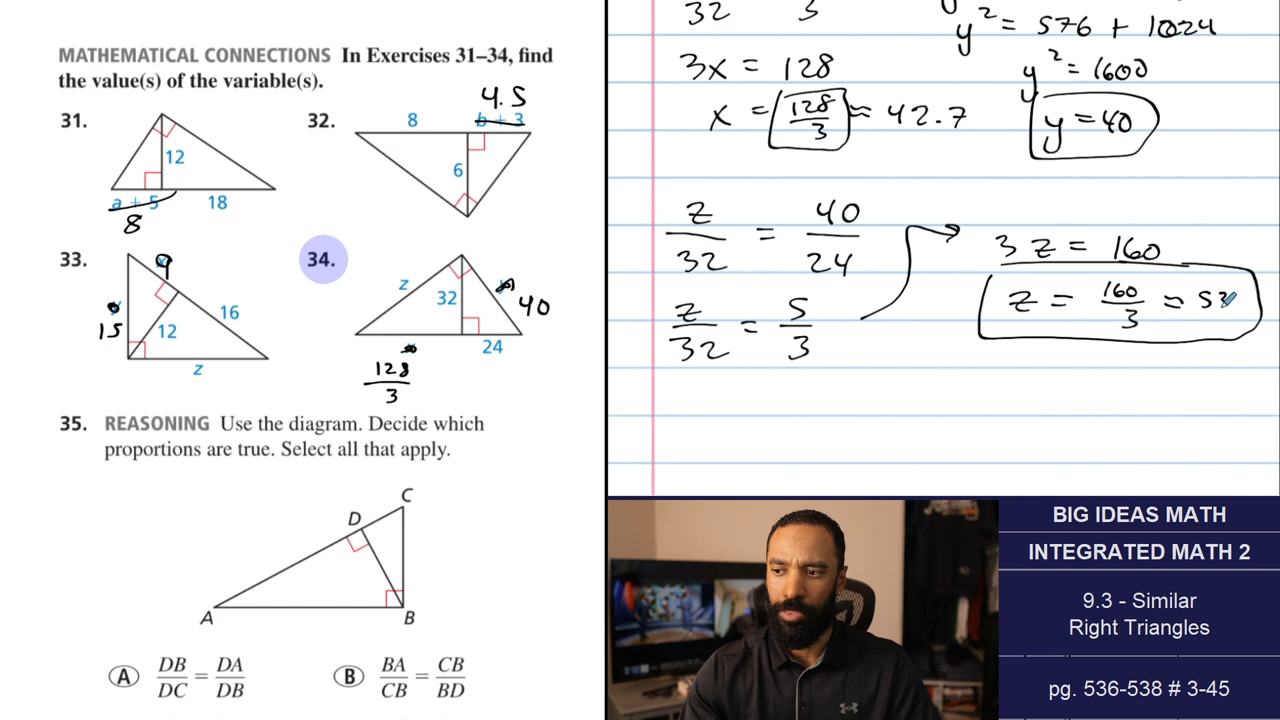 MATHEMATICAL CONNECTIONS In Exercises 31–34, find
the value(s) of the variable(s).
31.
12
a + 5
18
8
32.
4.5
8
b + 3
6
33.
9
15
12
16
z
34.
z
32
40
24
128
3
35. REASONING Use the diagram. Decide which
proportions are true. Select all that apply.
C
D
A
B
Ⓐ DB/DC = DA/DB
Ⓑ BA/CB = CB/BD
32 3
3x = 128
x = 128/3 ≈ 42.7
y² = 576 + 1024
y² = 1600
y = 40
z/32 = 40/24
z/32 = 5/3
3z = 160
z = 160/3 ≈ 53
BIG IDEAS MATH
INTEGRATED MATH 2
9.3 - Similar
Right Triangles
pg. 536-538 # 3-45